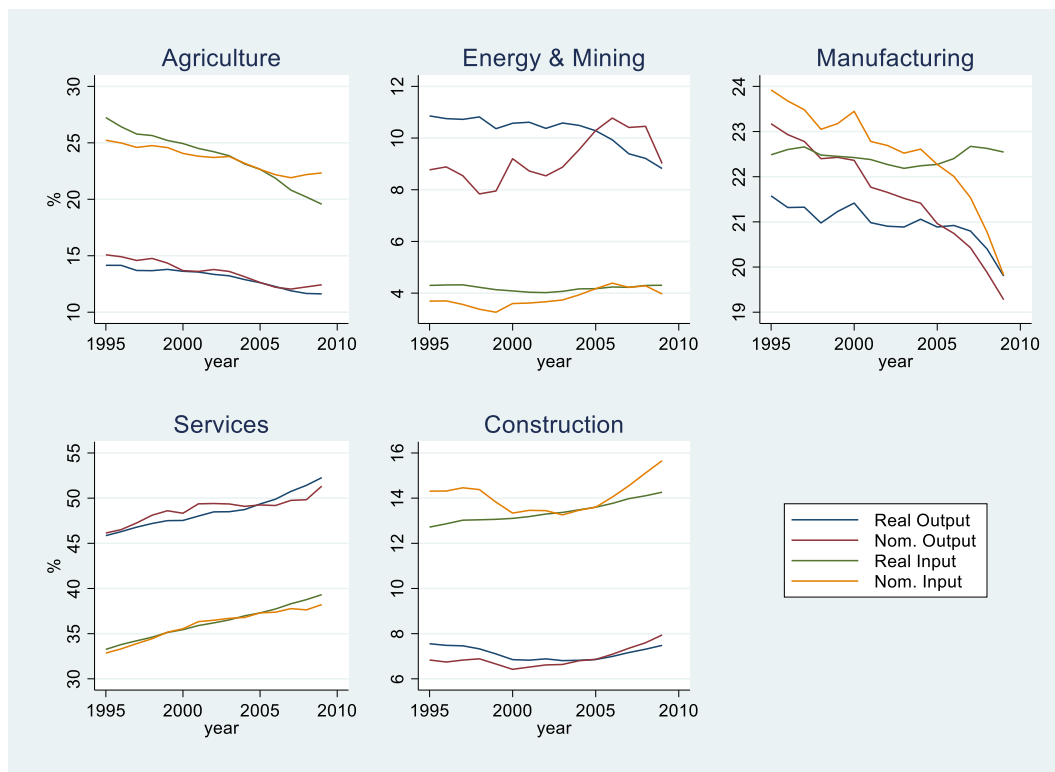 Agriculture
30
25
20
15
10
%
1995 2000 2005 2010
year
Energy & Mining
12
10
8
6
4
1995 2000 2005 2010
year
Manufacturing
24
23
22
21
20
19
1995 2000 2005 2010
year
Services
55
50
45
40
35
30
%
1995 2000 2005 2010
year
Construction
16
14
12
10
8
6
1995 2000 2005 2010
year
Real Output
Nom. Output
Real Input
Nom. Input